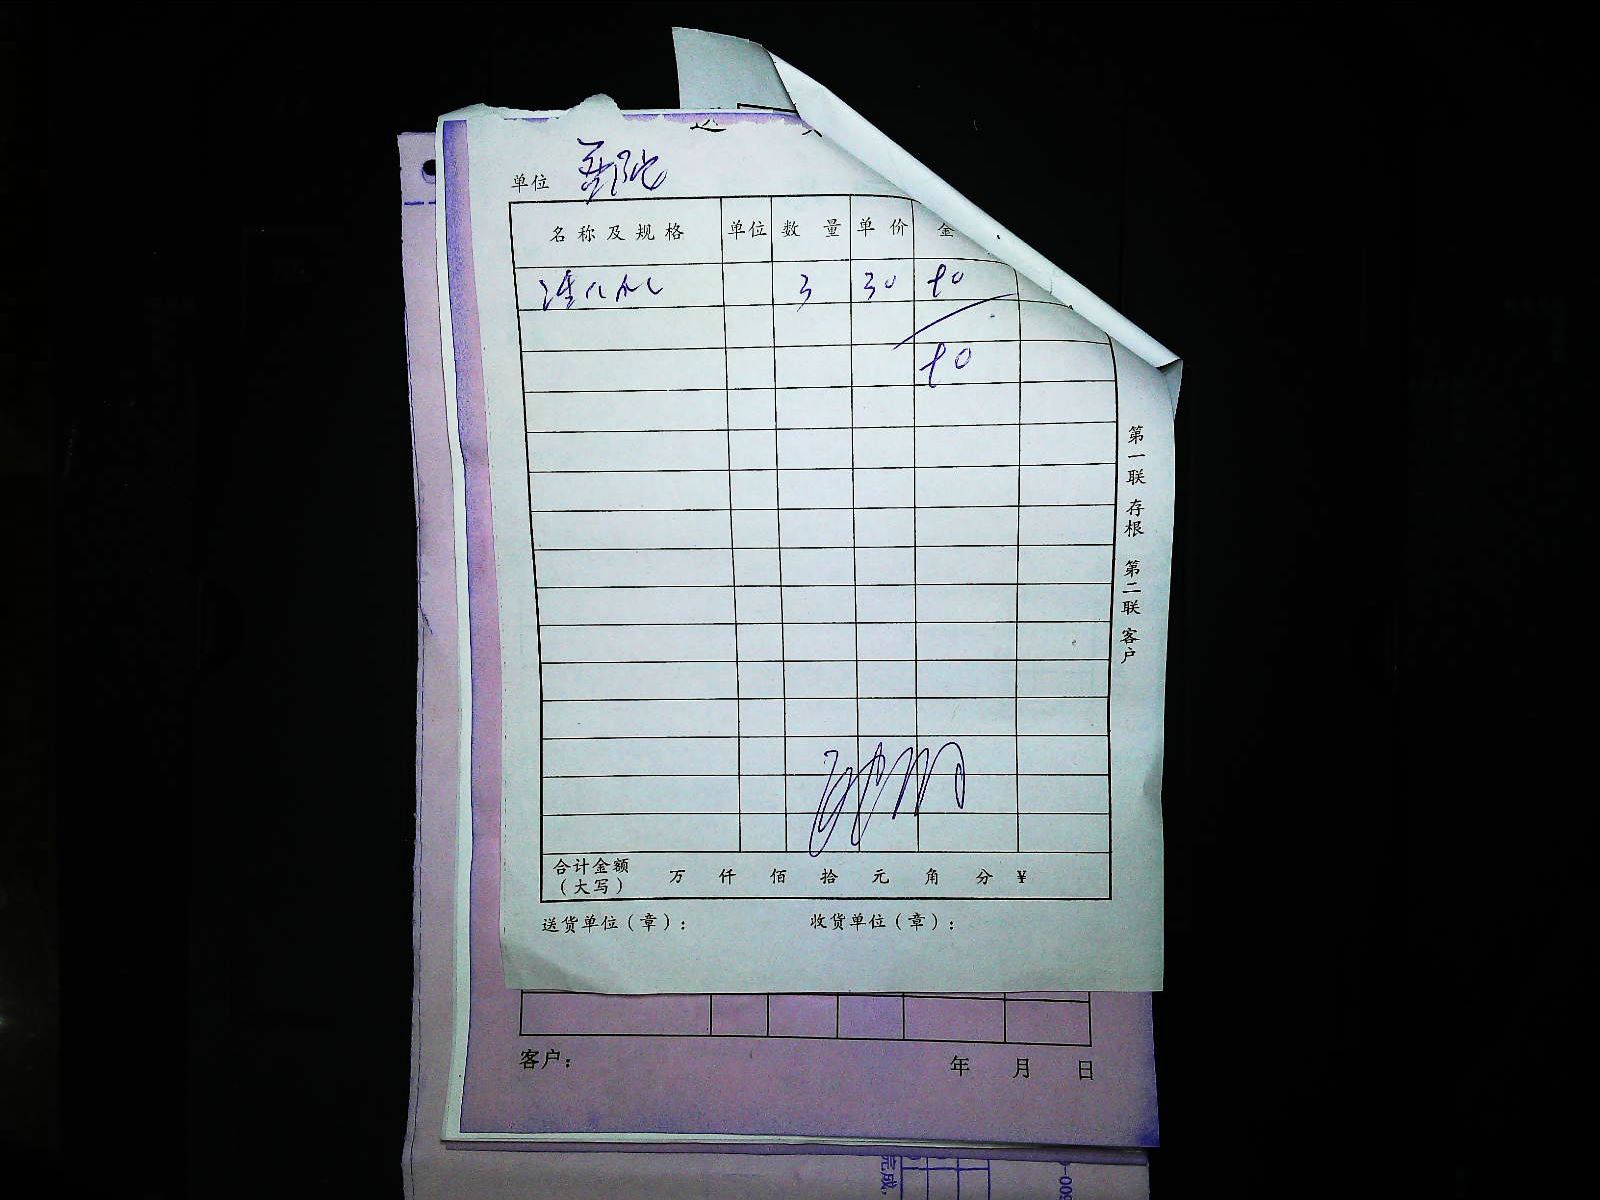 单位
名称及规格 单位 数量 单价 金
3 30 90
90
第一联 存根 第二联 客户
合计金额
(大写) 万 仟 佰 拾 元 角 分 ¥
送货单位(章): 收货单位(章):
客户: 年 月 日
完成